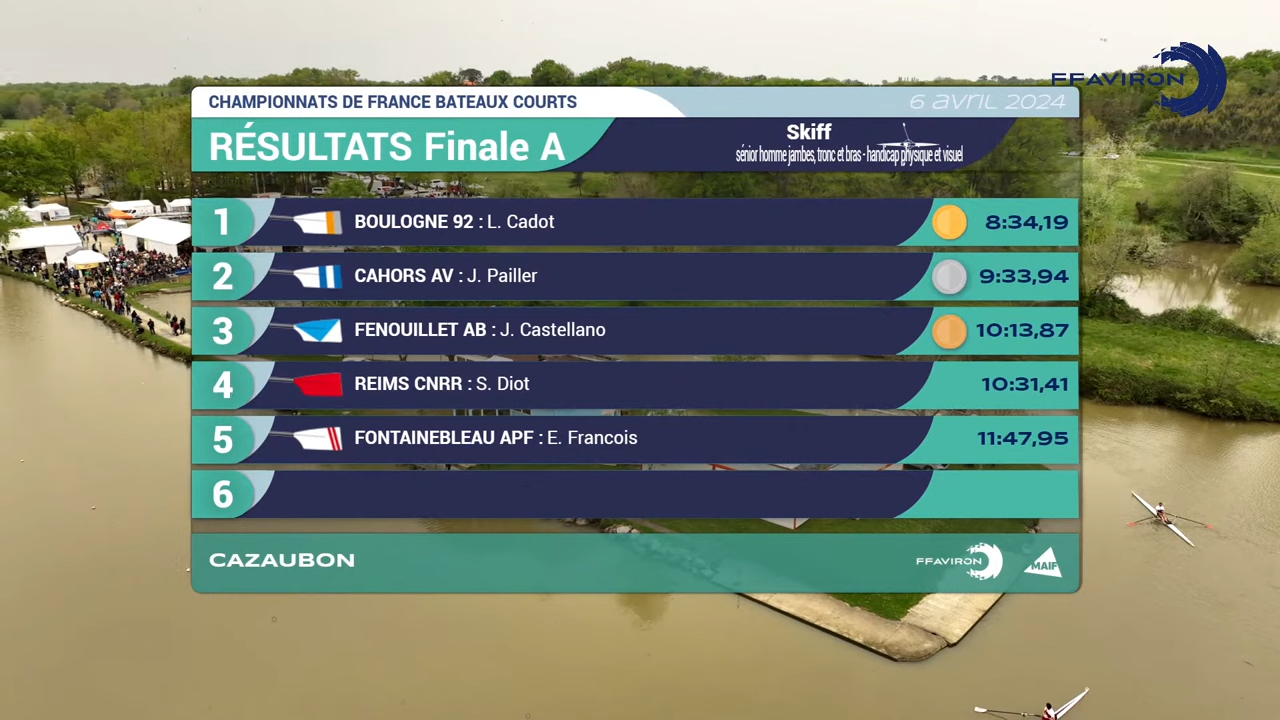 FFAVIRON
CHAMPIONNATS DE FRANCE BATEAUX COURTS
6 avril 2024
RÉSULTATS Finale A
Skiff
sénior homme jambes, tronc et bras - handicap physique et visuel
1 BOULOGNE 92 : L. Cadot 8:34,19
2 CAHORS AV : J. Pailler 9:33,94
3 FENOUILLET AB : J. Castellano 10:13,87
4 REIMS CNRR : S. Diot 10:31,41
5 FONTAINEBLEAU APF : E. Francois 11:47,95
6
CAZAUBON
FFAVIRON
MAIF